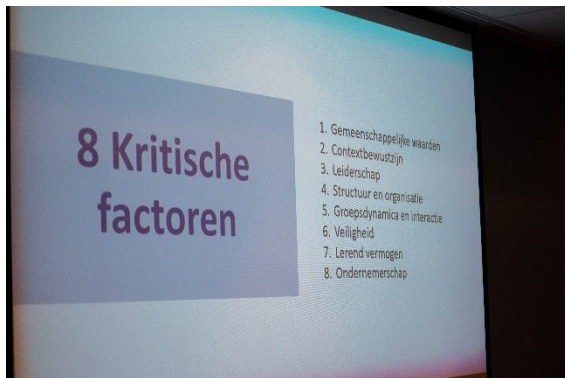 8 Kritische
factoren
1. Gemeenschappelijke waarden
2. Contextbewustzijn
3. Leiderschap
4. Structuur en organisatie
5. Groepsdynamica en interactie
6. Veiligheid
7. Lerend vermogen
8. Ondernemerschap